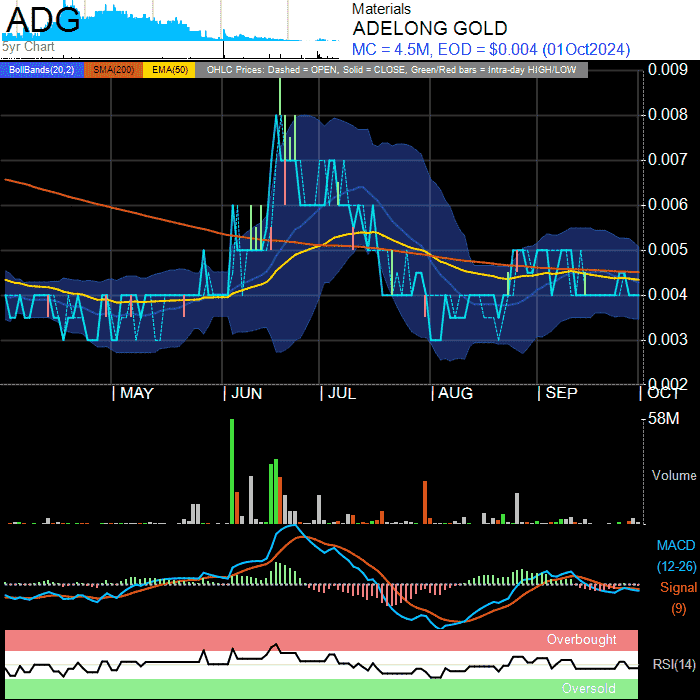 ADG
5yr Chart
Materials
ADELONG GOLD
MC = 4.5M, EOD = $0.004 (01Oct2024)
BollBands(20,2) SMA(200) EMA(50) OHLC Prices: Dashed = OPEN, Solid = CLOSE, Green/Red bars = Intra-day HIGH/LOW
0.009
0.008
0.007
0.006
0.005
0.004
0.003
0.002
MAY JUN JUL AUG SEP OCT
58M
Volume
MACD
(12-26)
Signal
(9)
Overbought
RSI(14)
Oversold